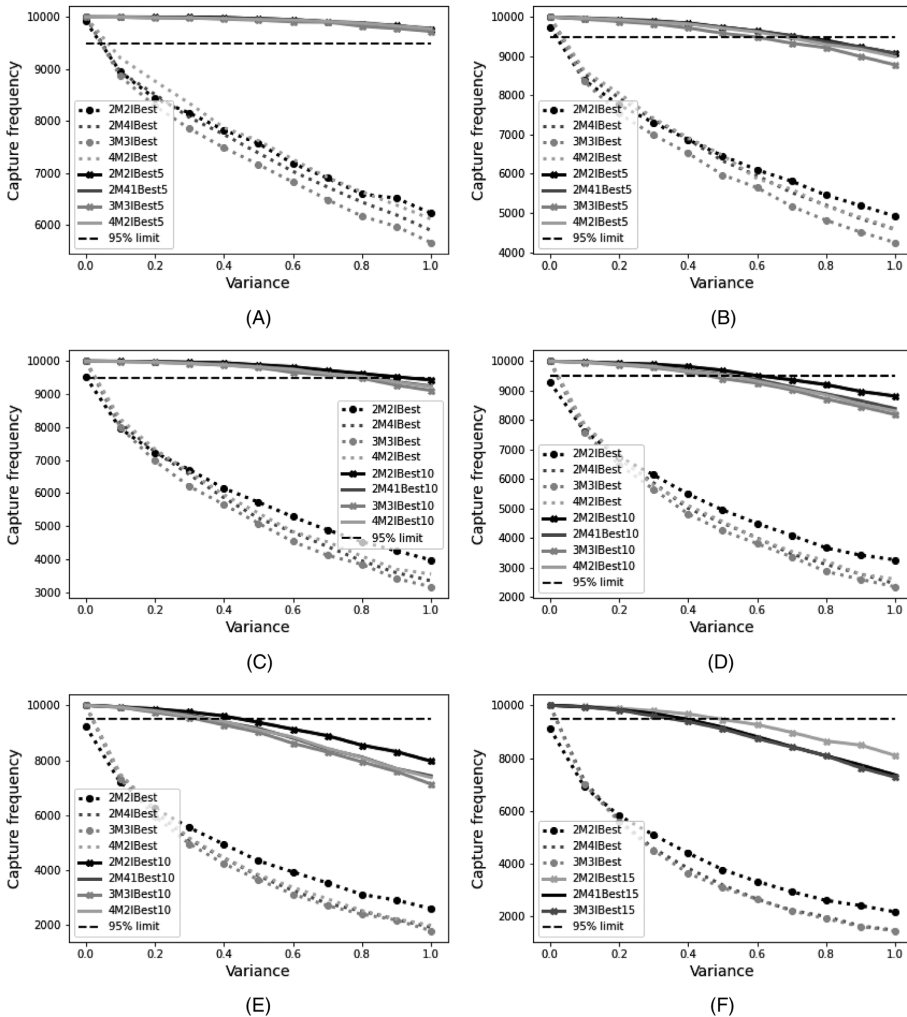 Capture frequency
10000
9000
8000
7000
6000
2M2IBest
2M4IBest
3M3IBest
4M2IBest
2M2IBest5
2M41Best5
3M3IBest5
4M2IBest5
95% limit
0.0 0.2 0.4 0.6 0.8 1.0
Variance
(A)
Capture frequency
10000
9000
8000
7000
6000
5000
4000
2M2IBest
2M4IBest
3M3IBest
4M2IBest
2M2IBest5
2M41Best5
3M3IBest5
4M2IBest5
95% limit
0.0 0.2 0.4 0.6 0.8 1.0
Variance
(B)
Capture frequency
10000
9000
8000
7000
6000
5000
4000
3000
2M2IBest
2M4IBest
3M3IBest
4M2IBest
2M2IBest10
2M41Best10
3M3IBest10
4M2IBest10
95% limit
0.0 0.2 0.4 0.6 0.8 1.0
Variance
(C)
Capture frequency
10000
9000
8000
7000
6000
5000
4000
3000
2000
2M2IBest
2M4IBest
3M3IBest
4M2IBest
2M2IBest10
2M41Best10
3M3IBest10
4M2IBest10
95% limit
0.0 0.2 0.4 0.6 0.8 1.0
Variance
(D)
Capture frequency
10000
8000
6000
4000
2000
2M2IBest
2M4IBest
3M3IBest
4M2IBest
2M2IBest10
2M41Best10
3M3IBest10
4M2IBest10
95% limit
0.0 0.2 0.4 0.6 0.8 1.0
Variance
(E)
Capture frequency
10000
8000
6000
4000
2000
2M2IBest
2M4IBest
3M3IBest
2M2IBest15
2M41Best15
3M3IBest15
95% limit
0.0 0.2 0.4 0.6 0.8 1.0
Variance
(F)